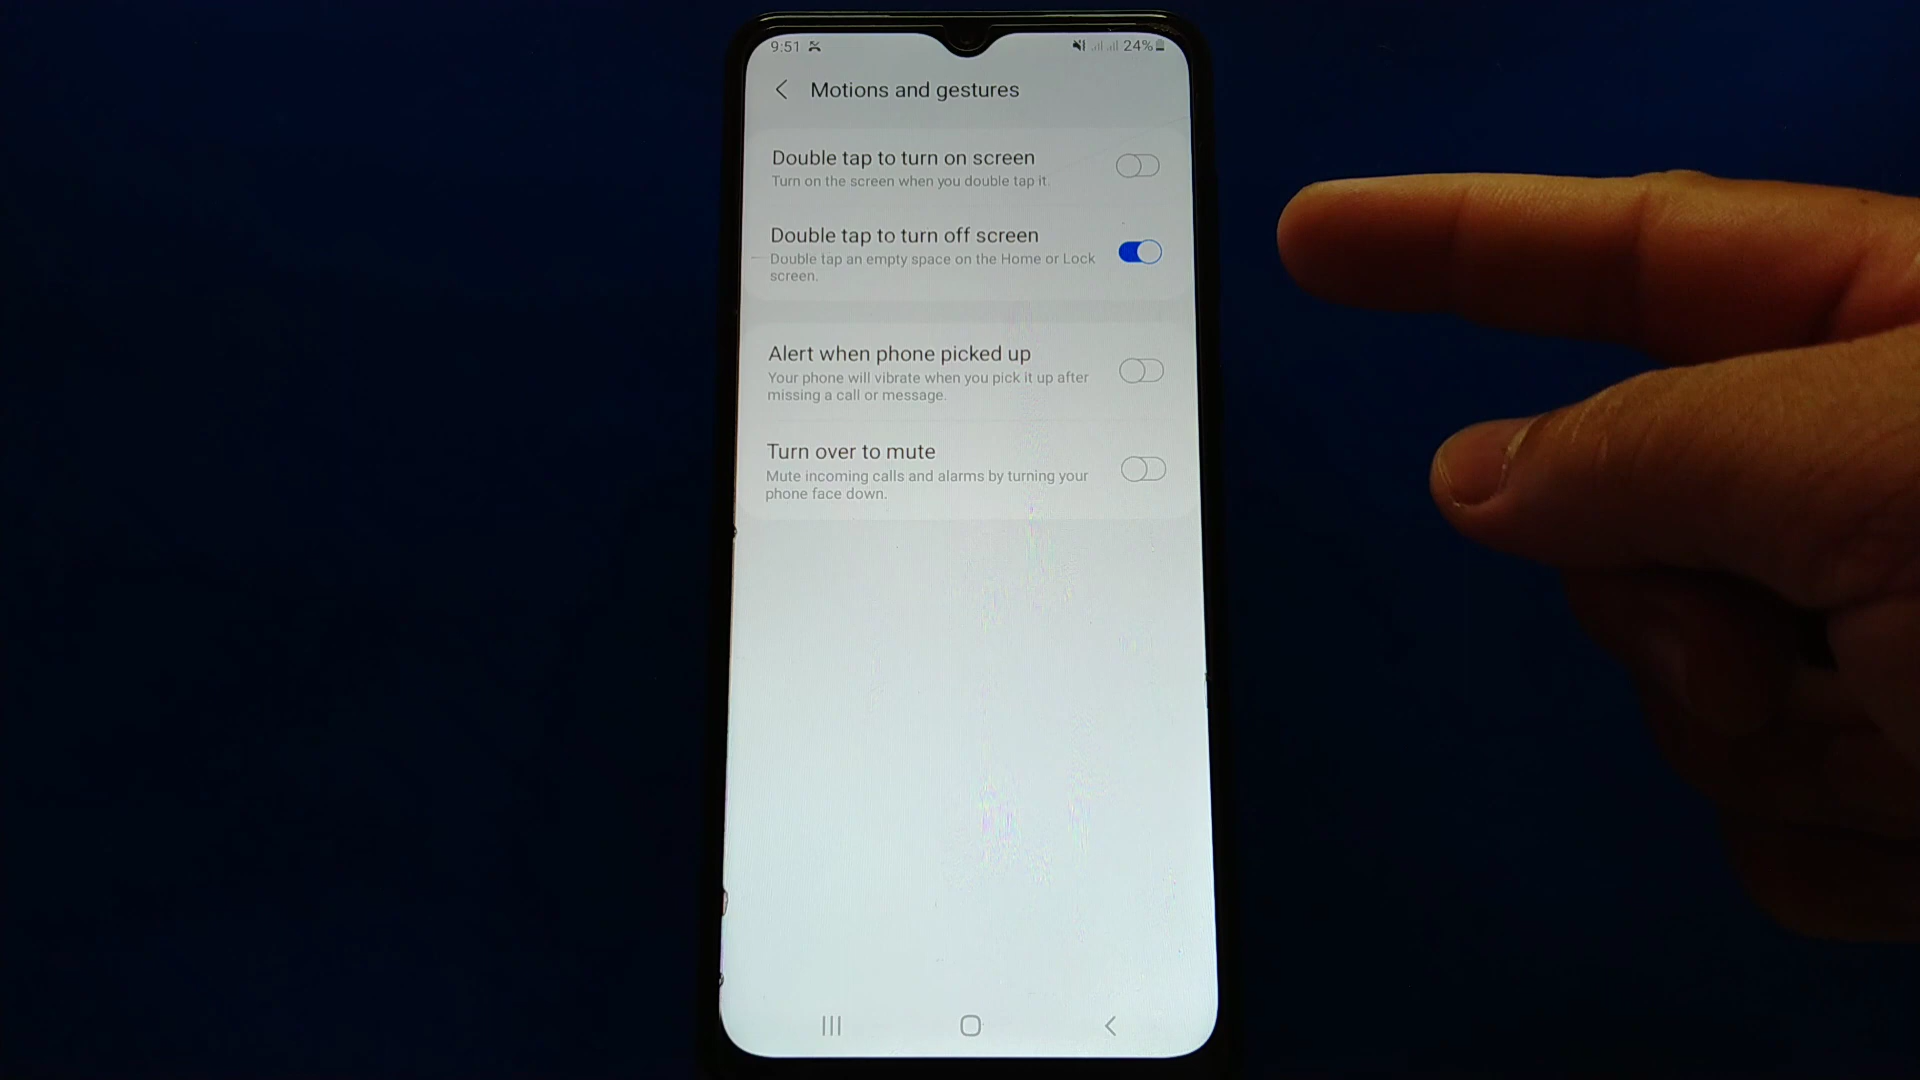 9:51
24%
Motions and gestures
Double tap to turn on screen
Turn on the screen when you double tap it.
Double tap to turn off screen
Double tap an empty space on the Home or Lock
screen.
Alert when phone picked up
Your phone will vibrate when you pick it up after
missing a call or message.
Turn over to mute
Mute incoming calls and alarms by turning your
phone face down.